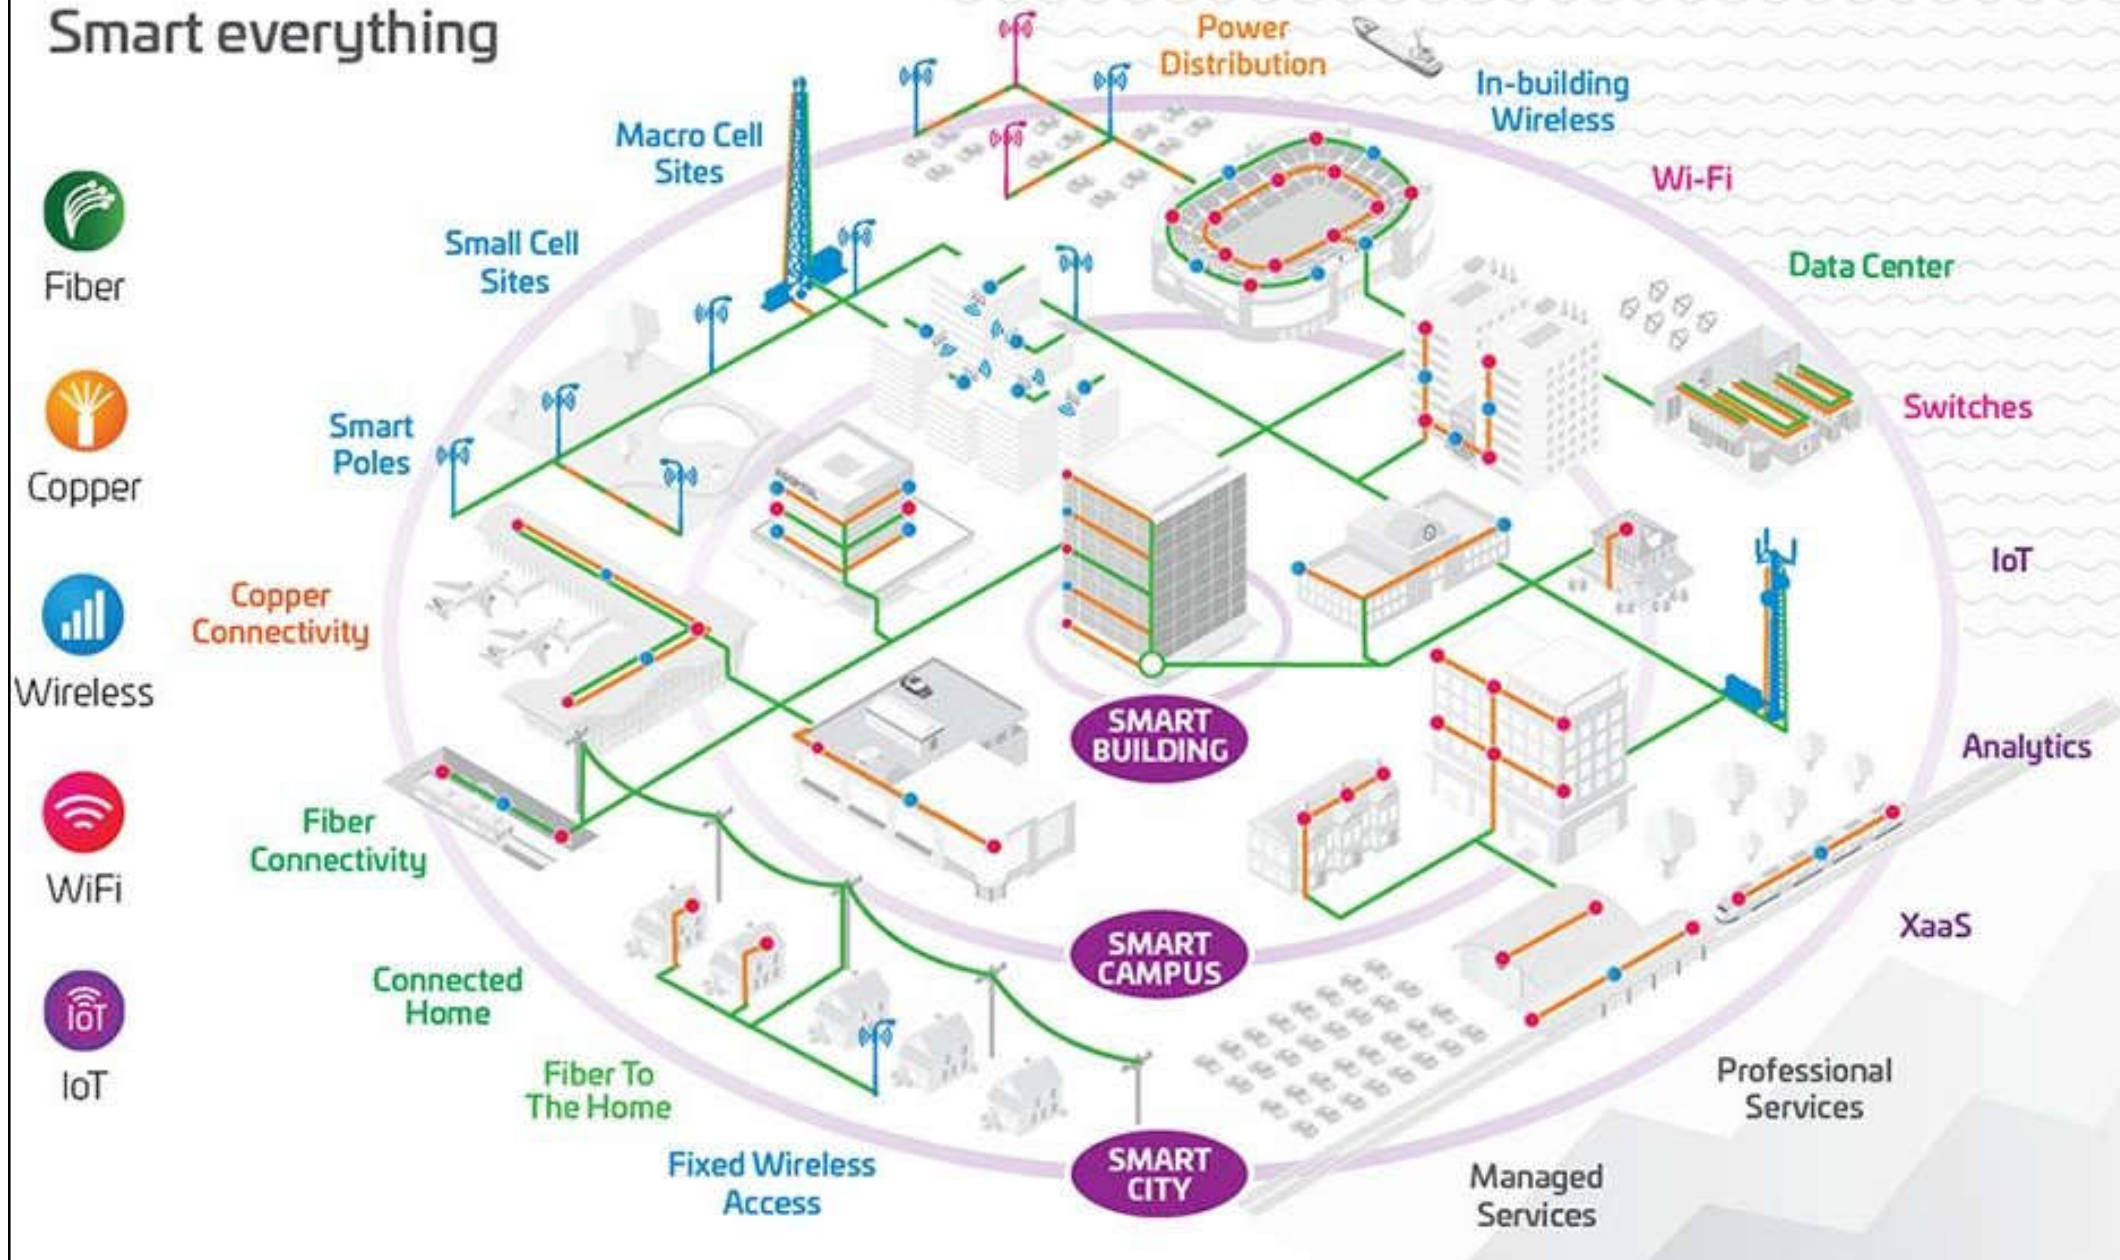 Smart everything
Power
Distribution
In-building
Wireless
Macro Cell
Sites
Wi-Fi
Fiber
Small Cell
Sites
Data Center
Copper
Smart
Poles
Switches
IoT
Copper
Connectivity
Wireless
SMART
BUILDING
Analytics
Fiber
Connectivity
WiFi
XaaS
SMART
CAMPUS
Connected
Home
IoT
IoT
Fiber To
The Home
Professional
Services
Fixed Wireless
Access
SMART
CITY
Managed
Services